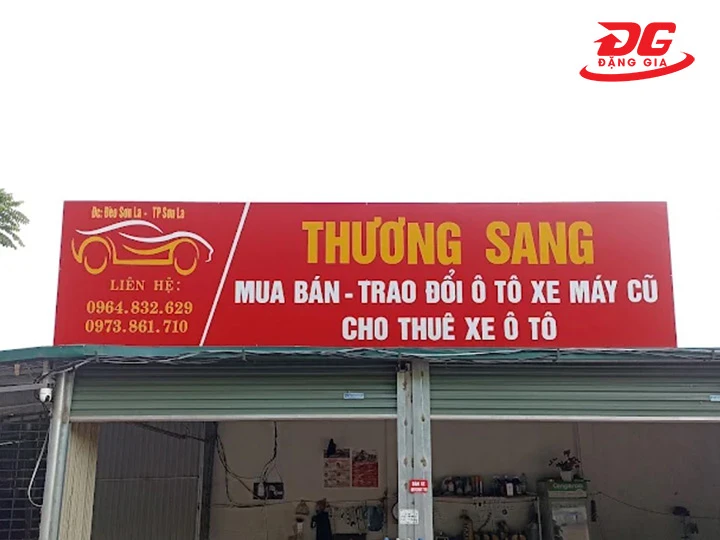 ĐG
ĐẶNG GIA
Đc: Đèo Sơn La - TP Sơn La
LIÊN HỆ:
0964.832.629
0973.861.710
THƯƠNG SANG
MUA BÁN - TRAO ĐỔI Ô TÔ XE MÁY CŨ
CHO THUÊ XE Ô TÔ